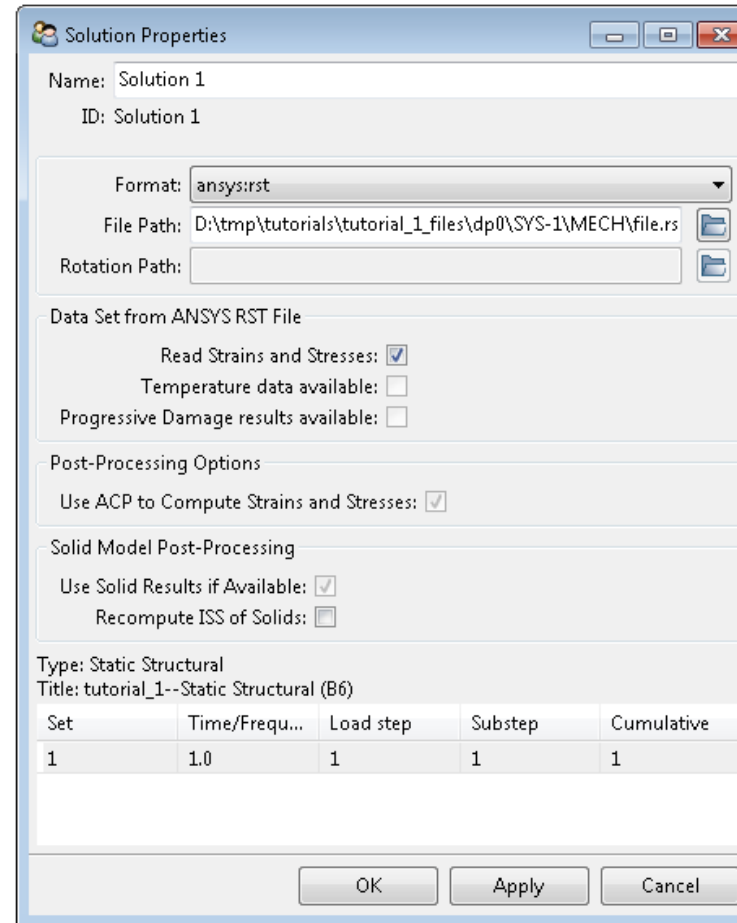 Solution Properties
Name: Solution 1
ID: Solution 1
Format: ansys:rst
File Path: D:\tmp\tutorials\tutorial_1_files\dp0\SYS-1\MECH\file.rs
Rotation Path:
Data Set from ANSYS RST File
Read Strains and Stresses:
Temperature data available:
Progressive Damage results available:
Post-Processing Options
Use ACP to Compute Strains and Stresses:
Solid Model Post-Processing
Use Solid Results if Available:
Recompute ISS of Solids:
Type: Static Structural
Title: tutorial_1--Static Structural (B6)
Set Time/Frequ... Load step Substep Cumulative
1 1.0 1 1 1
OK Apply Cancel